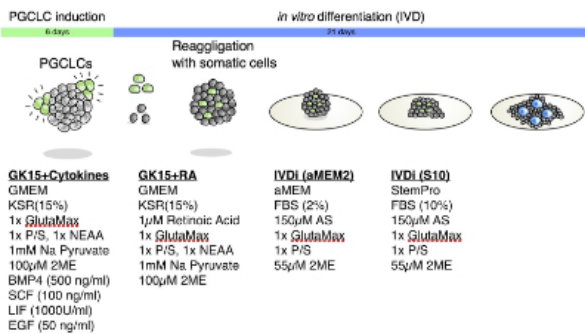 PGCLC induction
in vitro differentiation (IVD)
6 days
21 days
Reaggligation
with somatic cells
PGCLCs
GK15+Cytokines
GMEM
KSR(15%)
1x GlutaMax
1x P/S, 1x NEAA
1mM Na Pyruvate
100µM 2ME
BMP4 (500 ng/ml)
SCF (100 ng/ml)
LIF (1000U/ml)
EGF (50 ng/ml)
GK15+RA
GMEM
KSR(15%)
1µM Retinoic Acid
1x GlutaMax
1x P/S, 1x NEAA
1mM Na Pyruvate
100µM 2ME
IVDi (aMEM2)
aMEM
FBS (2%)
150µM AS
1x GlutaMax
1x P/S
55µM 2ME
IVDi (S10)
StemPro
FBS (10%)
150µM AS
1x GlutaMax
1x P/S
55µM 2ME